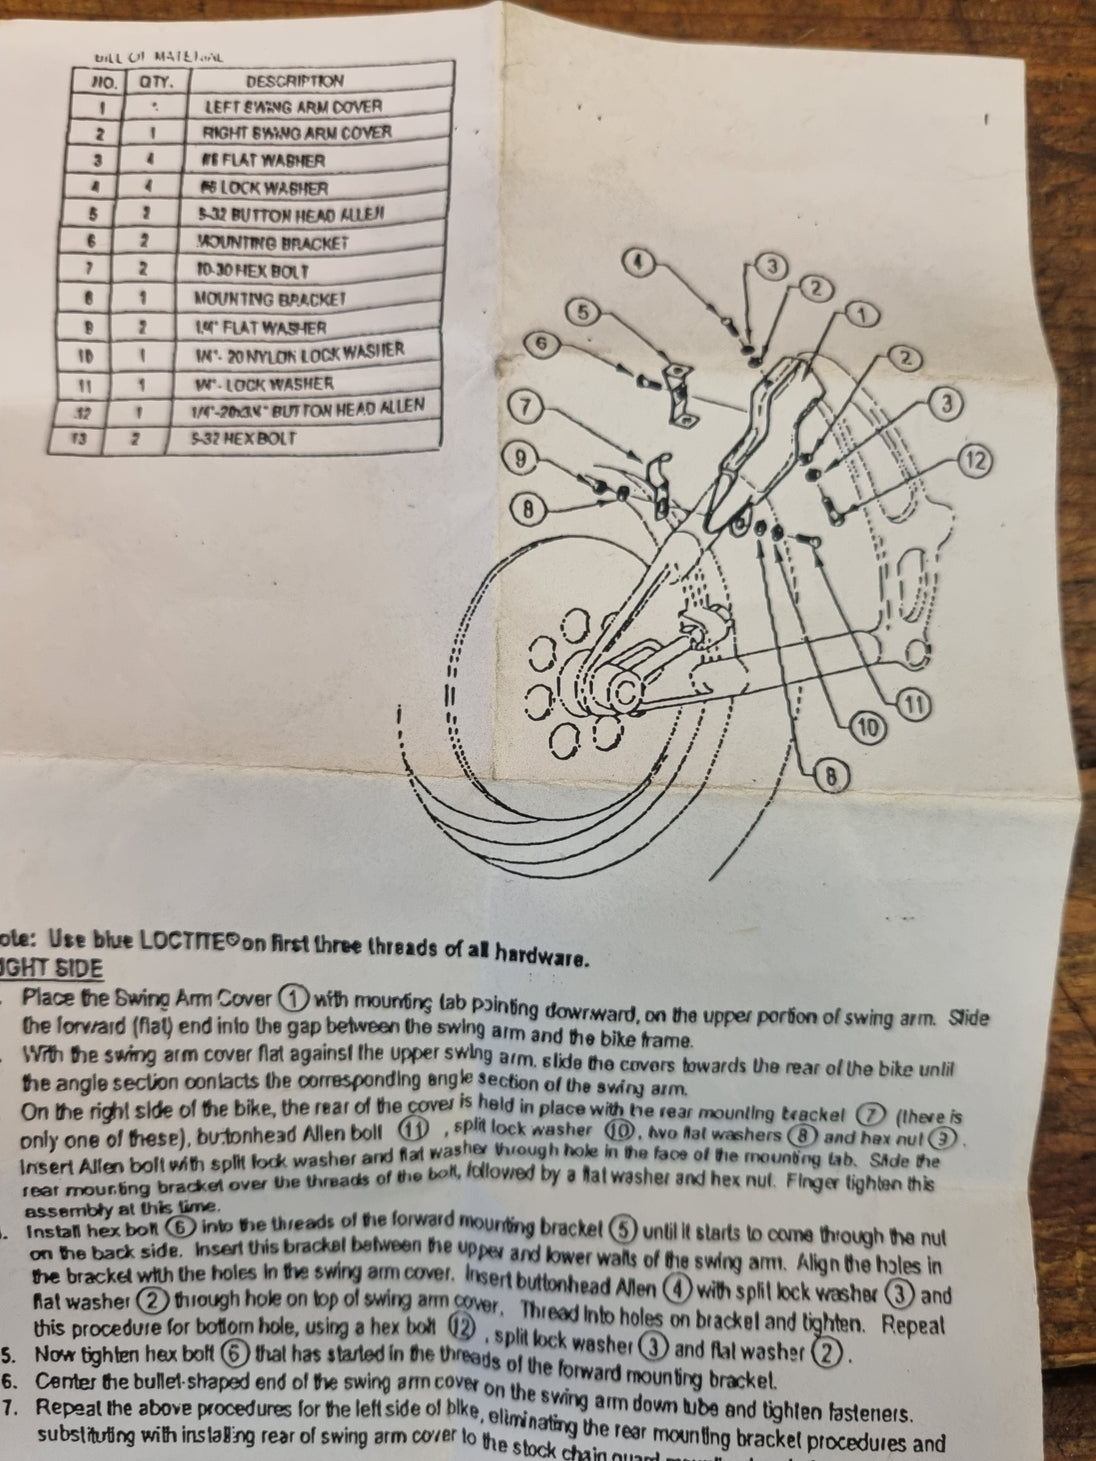 BILL OF MATERIAL
NO. QTY. DESCRIPTION
1 LEFT SWING ARM COVER
2 1 RIGHT SWING ARM COVER
3 4 #8 FLAT WASHER
4 4 #8 LOCK WASHER
5 2 BUTTON HEAD ALLEN
6 2 MOUNTING BRACKET
7 2 HEX BOLT
8 1 MOUNTING BRACKET
9 2 1/4" FLAT WASHER
10 1 1/4"- 20 NYLON LOCK WASHER
11 1 1/4"- LOCK WASHER
12 1 1/4"-20x3/4" BUTTON HEAD ALLEN
13 2 HEX BOLT
4
3
2
5
1
6
2
7
3
9
12
8
11
10
8
ote: Use blue LOCTITE© on first three threads of all hardware.
IGHT SIDE
Place the Swing Arm Cover 1 with mounting tab pointing downward, on the upper portion of swing arm. Slide
the forward (flat) end into the gap between the swing arm and the bike frame.
With the swing arm cover flat against the upper swing arm, slide the covers towards the rear of the bike until
the angle section contacts the corresponding angle section of the swing arm.
On the right side of the bike, the rear of the cover is held in place with the rear mounting bracket 7 (there is
only one of these), buttonhead Allen bolt 11, split lock washer 10, two flat washers 8 and hex nut 9.
Insert Allen bolt with split lock washer and flat washer through hole in the face of the mounting tab. Slide the
rear mounting bracket over the threads of the bolt, followed by a flat washer and hex nut. Finger tighten this
assembly at this time.
. Install hex bolt 6 into the threads of the forward mounting bracket 5 until it starts to come through the nut
on the back side. Insert this bracket between the upper and lower walls of the swing arm. Align the holes in
the bracket with the holes in the swing arm cover. Insert buttonhead Allen 4 with split lock washer 3 and
flat washer 2 through hole on top of swing arm cover. Thread into holes on bracket and tighten. Repeat
this procedure for bottom hole, using a hex bolt 12, split lock washer 3 and flat washer 2.
5. Now tighten hex bolt 6 that has started in the threads of the forward mounting bracket.
6. Center the bullet-shaped end of the swing arm cover on the swing arm down tube and tighten fasteners.
7. Repeat the above procedures for the left side of bike, eliminating the rear mounting bracket procedures and
substituting with installing rear of swing arm cover to the stock chain guard